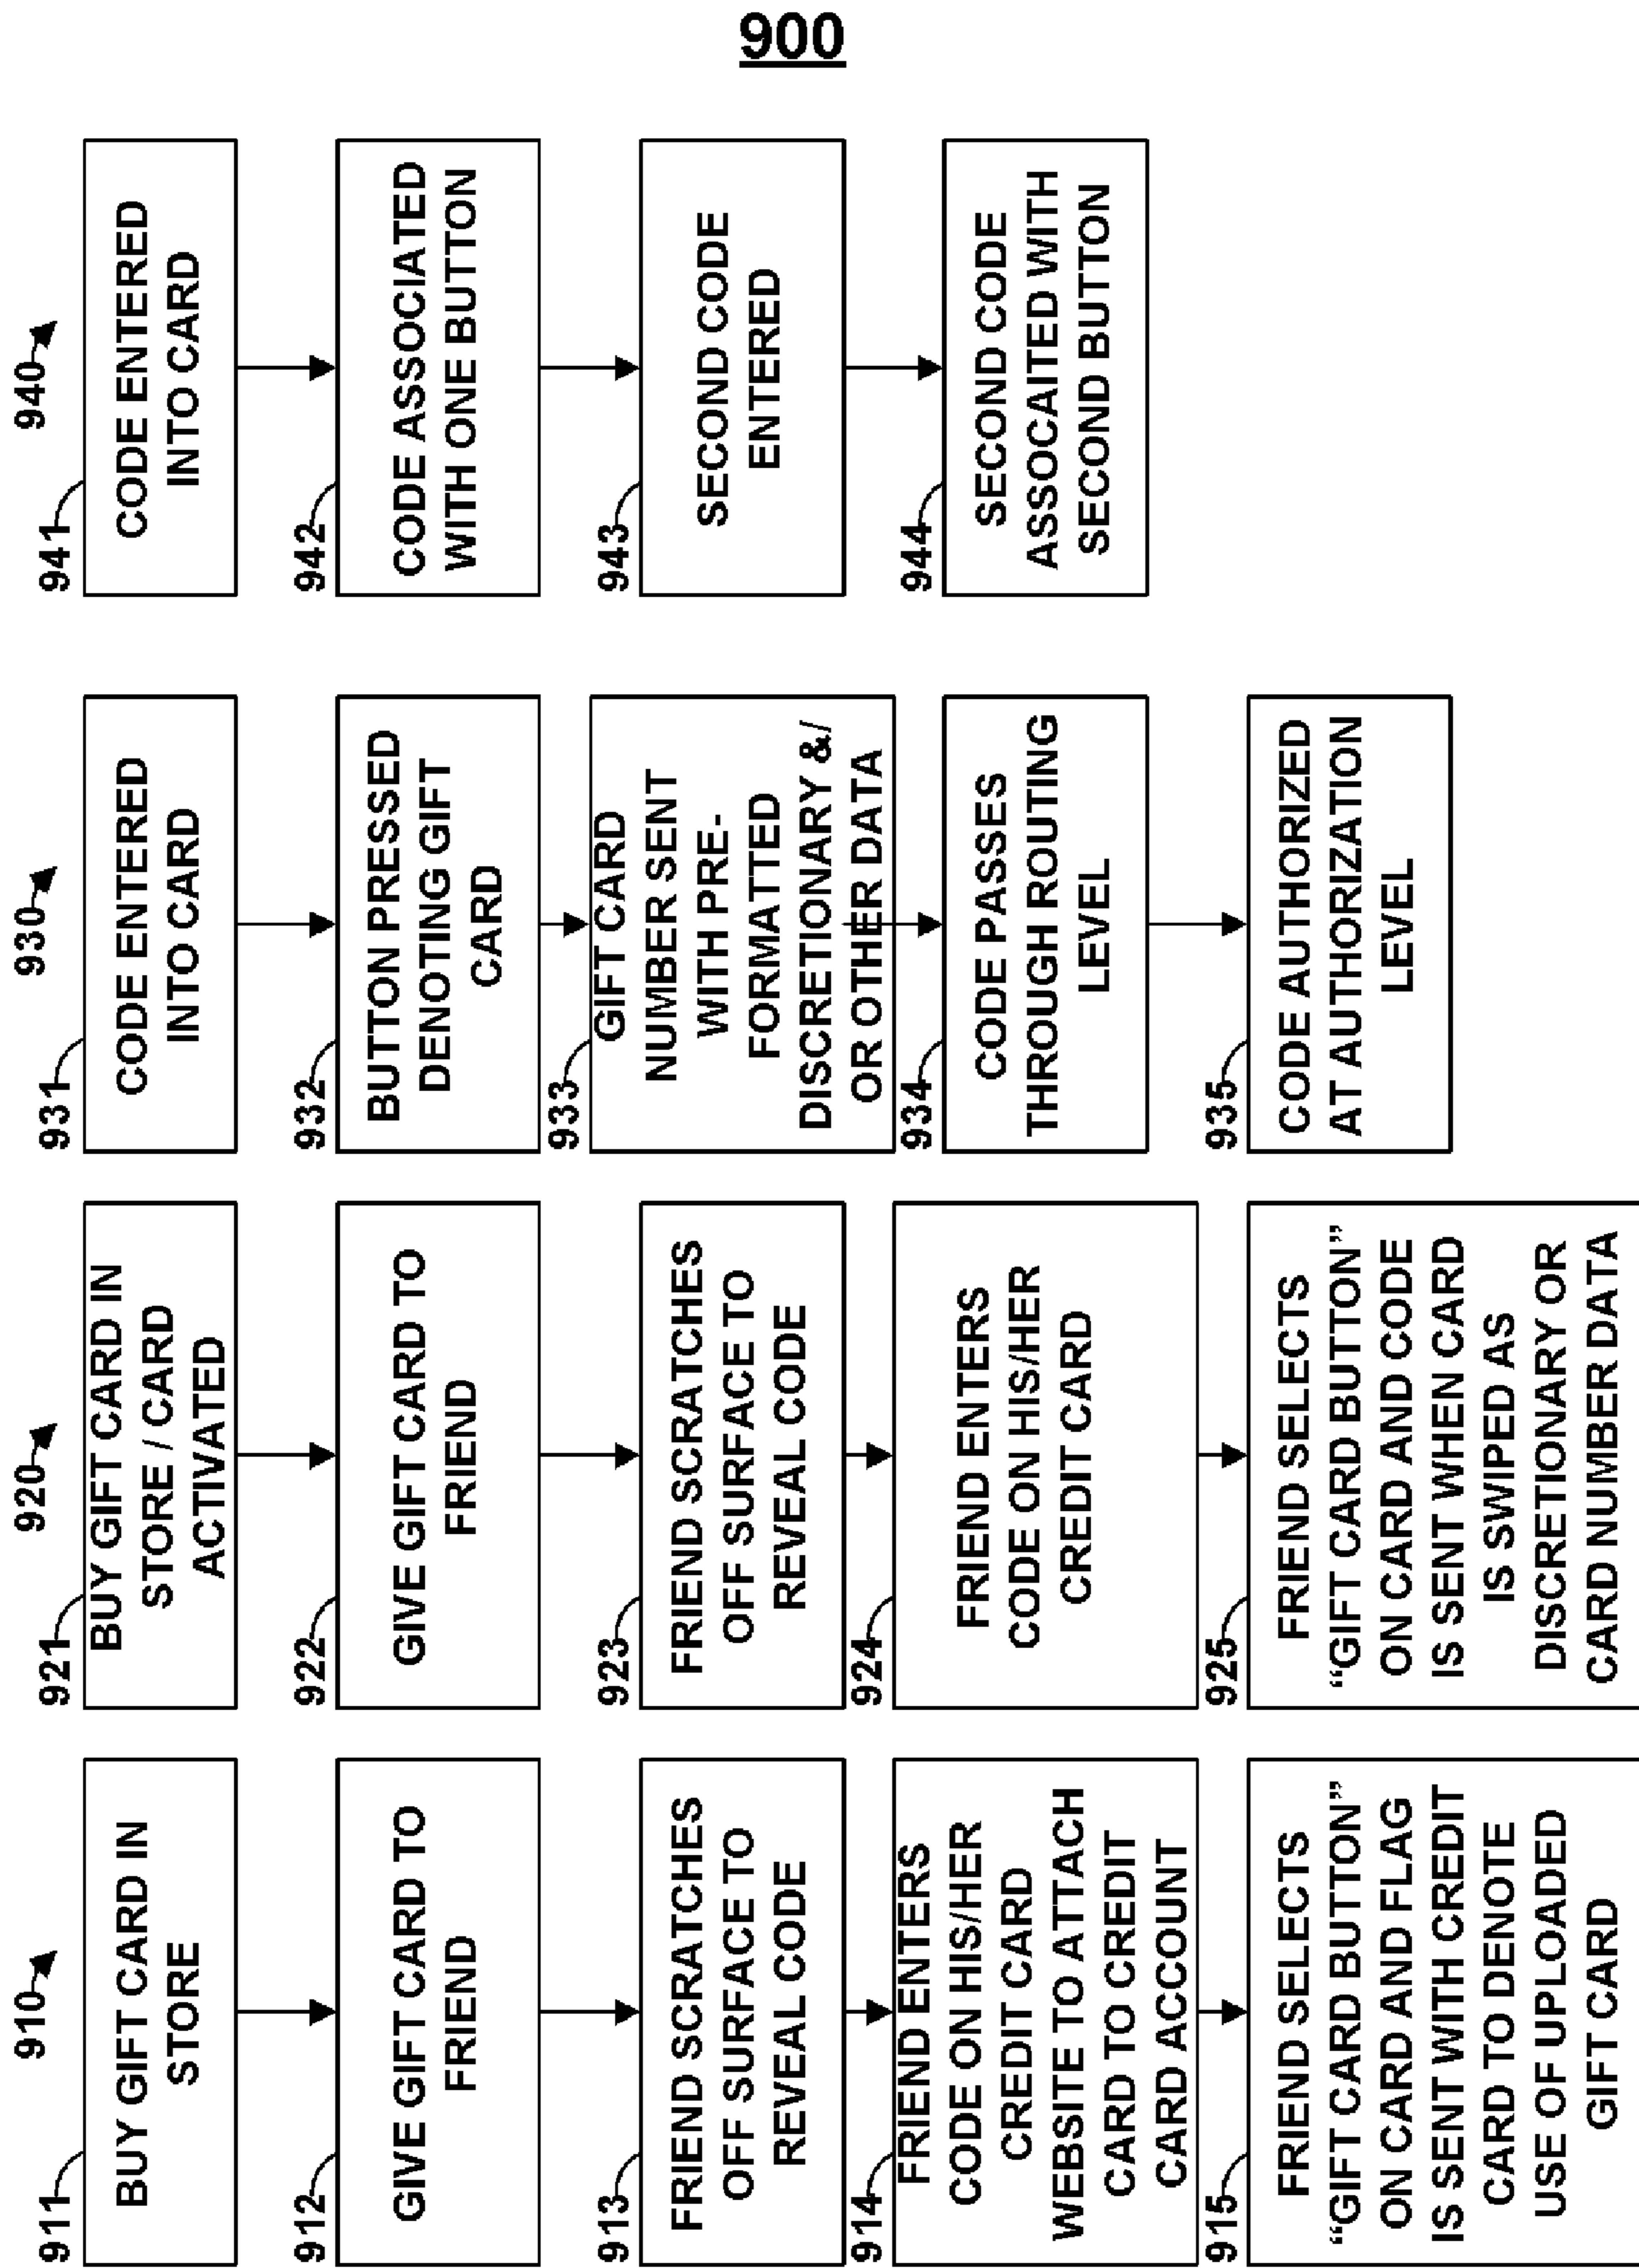 900
910
911
BUY GIFT CARD IN
STORE
912
GIVE GIFT CARD TO
FRIEND
913
FRIEND SCRATCHES
OFF SURFACE TO
REVEAL CODE
914
FRIEND ENTERS
CODE ON HIS/HER
CREDIT CARD
WEBSITE TO ATTACH
CARD TO CREDIT
CARD ACCOUNT
915
FRIEND SELECTS
“GIFT CARD BUTTON”
ON CARD AND FLAG
IS SENT WITH CREDIT
CARD TO DENOTE
USE OF UPLOADED
GIFT CARD
920
921
BUY GIFT CARD IN
STORE / CARD
ACTIVATED
922
GIVE GIFT CARD TO
FRIEND
923
FRIEND SCRATCHES
OFF SURFACE TO
REVEAL CODE
924
FRIEND ENTERS
CODE ON HIS/HER
CREDIT CARD
925
FRIEND SELECTS
“GIFT CARD BUTTON”
ON CARD AND CODE
IS SENT WHEN CARD
IS SWIPED AS
DISCRETIONARY OR
CARD NUMBER DATA
930
931
CODE ENTERED
INTO CARD
932
BUTTON PRESSED
DENOTING GIFT
CARD
933
GIFT CARD
NUMBER SENT
WITH PRE-
FORMATTED
DISCRETIONARY &/
OR OTHER DATA
934
CODE PASSES
THROUGH ROUTING
LEVEL
935
CODE AUTHORIZED
AT AUTHORIZATION
LEVEL
940
941
CODE ENTERED
INTO CARD
942
CODE ASSOCIATED
WITH ONE BUTTON
943
SECOND CODE
ENTERED
944
SECOND CODE
ASSOCAITED WITH
SECOND BUTTON